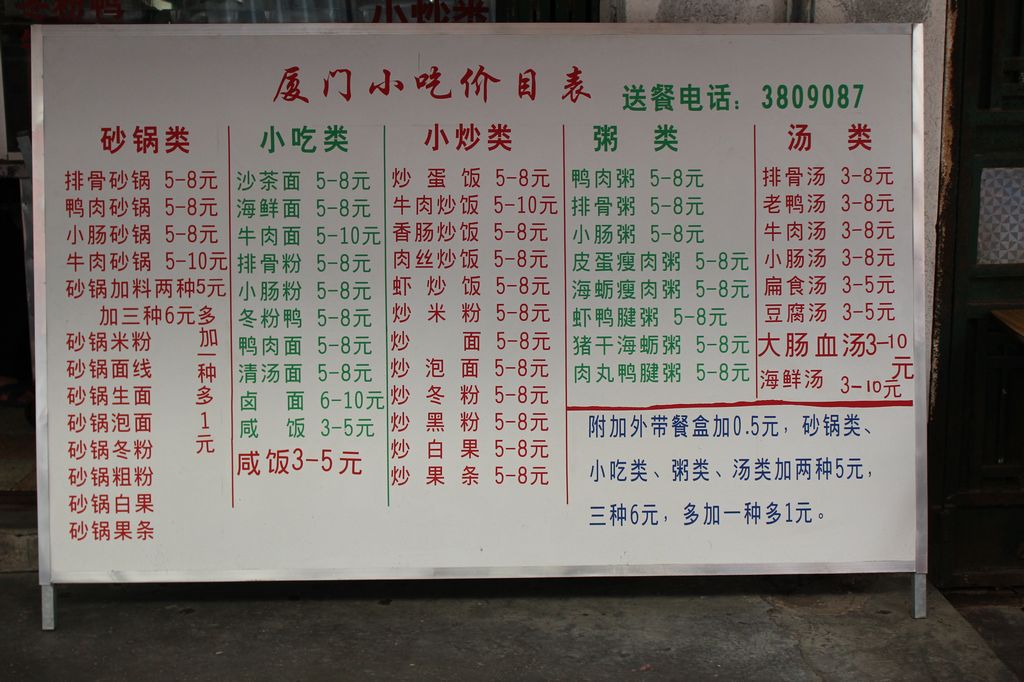 小炒类
厦门小吃价目表
送餐电话：3809087
砂锅类
排骨砂锅 5-8元
鸭肉砂锅 5-8元
小肠砂锅 5-8元
牛肉砂锅 5-10元
砂锅加料两种5元
加三种6元多
加一种多1元
砂锅米粉
砂锅面线
砂锅生面
砂锅泡面
砂锅冬粉
砂锅粗粉
砂锅白果
砂锅果条
小吃类
沙茶面 5-8元
海鲜面 5-8元
牛肉面 5-10元
排骨粉 5-8元
小肠粉 5-8元
冬粉鸭 5-8元
鸭肉面 5-8元
清汤面 5-8元
卤 面 6-10元
咸 饭 3-5元
咸饭3-5元
小炒类
炒 蛋 饭 5-8元
牛肉炒饭 5-10元
香肠炒饭 5-8元
肉丝炒饭 5-8元
虾 炒 饭 5-8元
炒 米 粉 5-8元
炒 面 5-8元
炒 泡 面 5-8元
炒 冬 粉 5-8元
炒 黑 粉 5-8元
炒 白 果 5-8元
炒 果 条 5-8元
粥 类
鸭肉粥 5-8元
排骨粥 5-8元
小肠粥 5-8元
皮蛋瘦肉粥 5-8元
海蛎瘦肉粥 5-8元
虾鸭腱粥 5-8元
猪干海蛎粥 5-8元
肉丸鸭腱粥 5-8元
汤 类
排骨汤 3-8元
老鸭汤 3-8元
牛肉汤 3-8元
小肠汤 3-8元
扁食汤 3-5元
豆腐汤 3-5元
大肠血汤3-10元
海鲜汤 3-10元
附加外带餐盒加0.5元，砂锅类、
小吃类、粥类、汤类加两种5元，
三种6元，多加一种多1元。